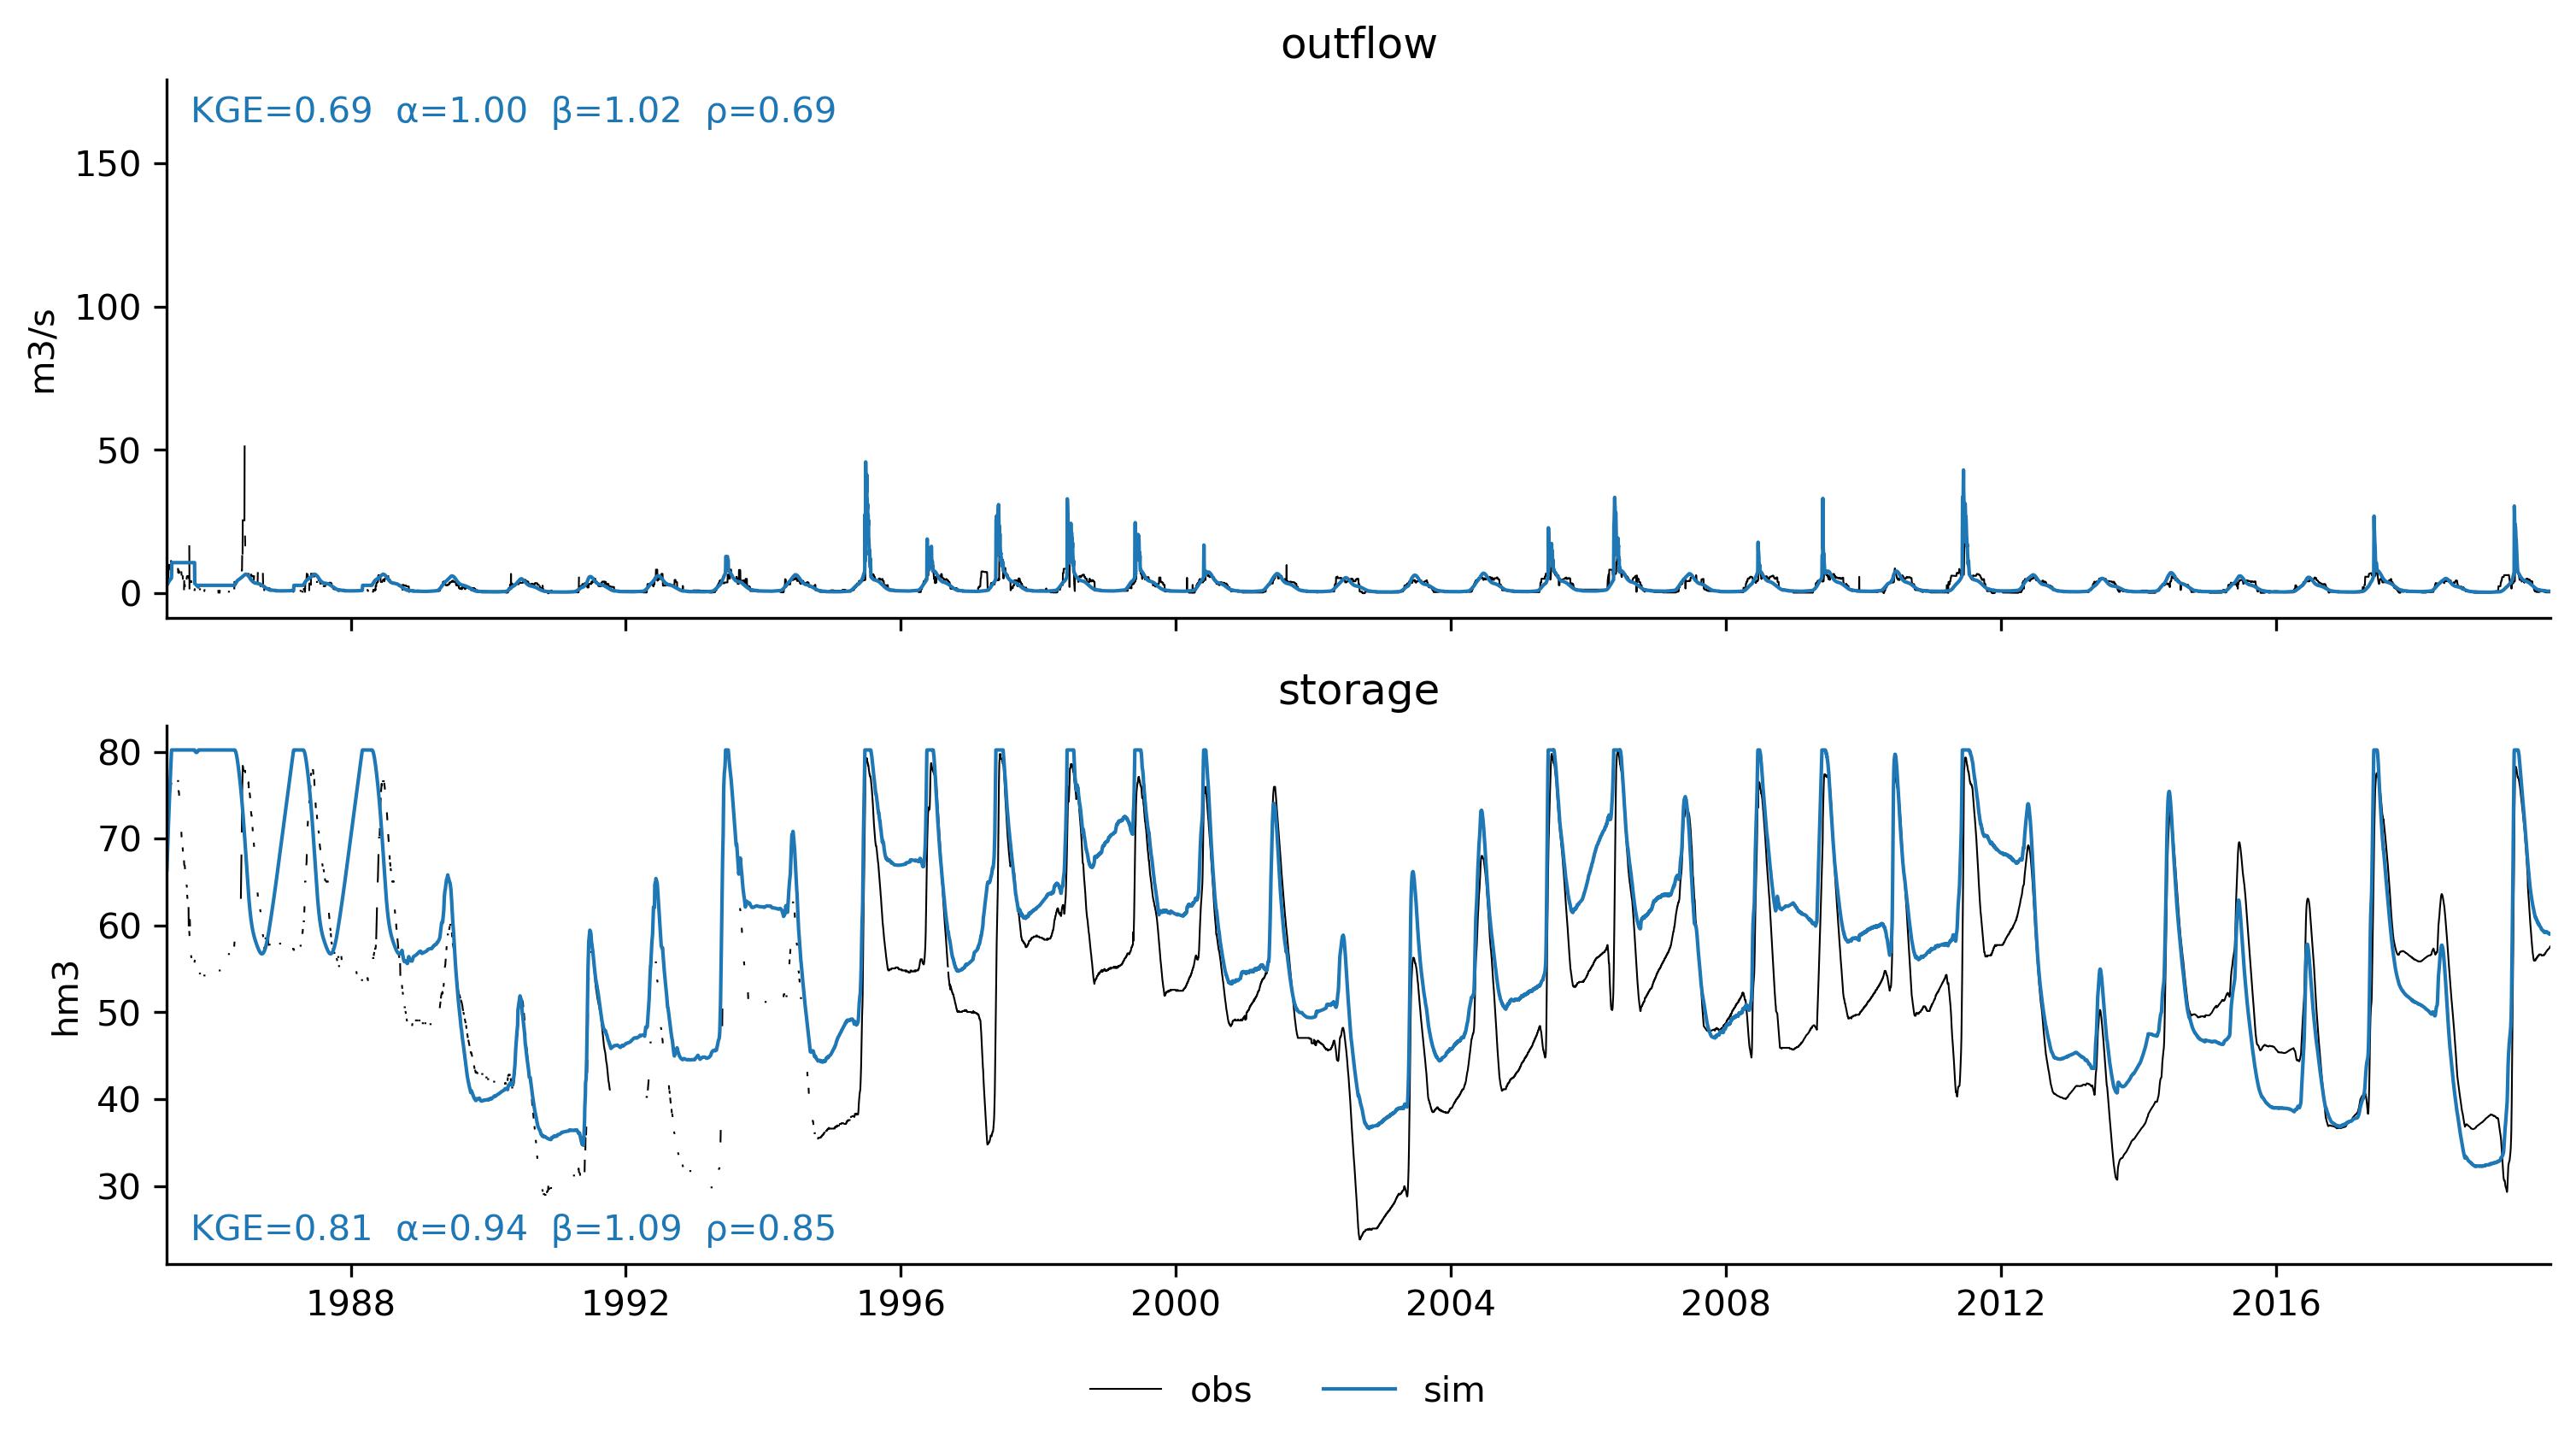 outflow
KGE=0.69 α=1.00 β=1.02 ρ=0.69
m3/s
150
100
50
0
storage
hm3
80
70
60
50
40
30
KGE=0.81 α=0.94 β=1.09 ρ=0.85
1988 1992 1996 2000 2004 2008 2012 2016
obs sim